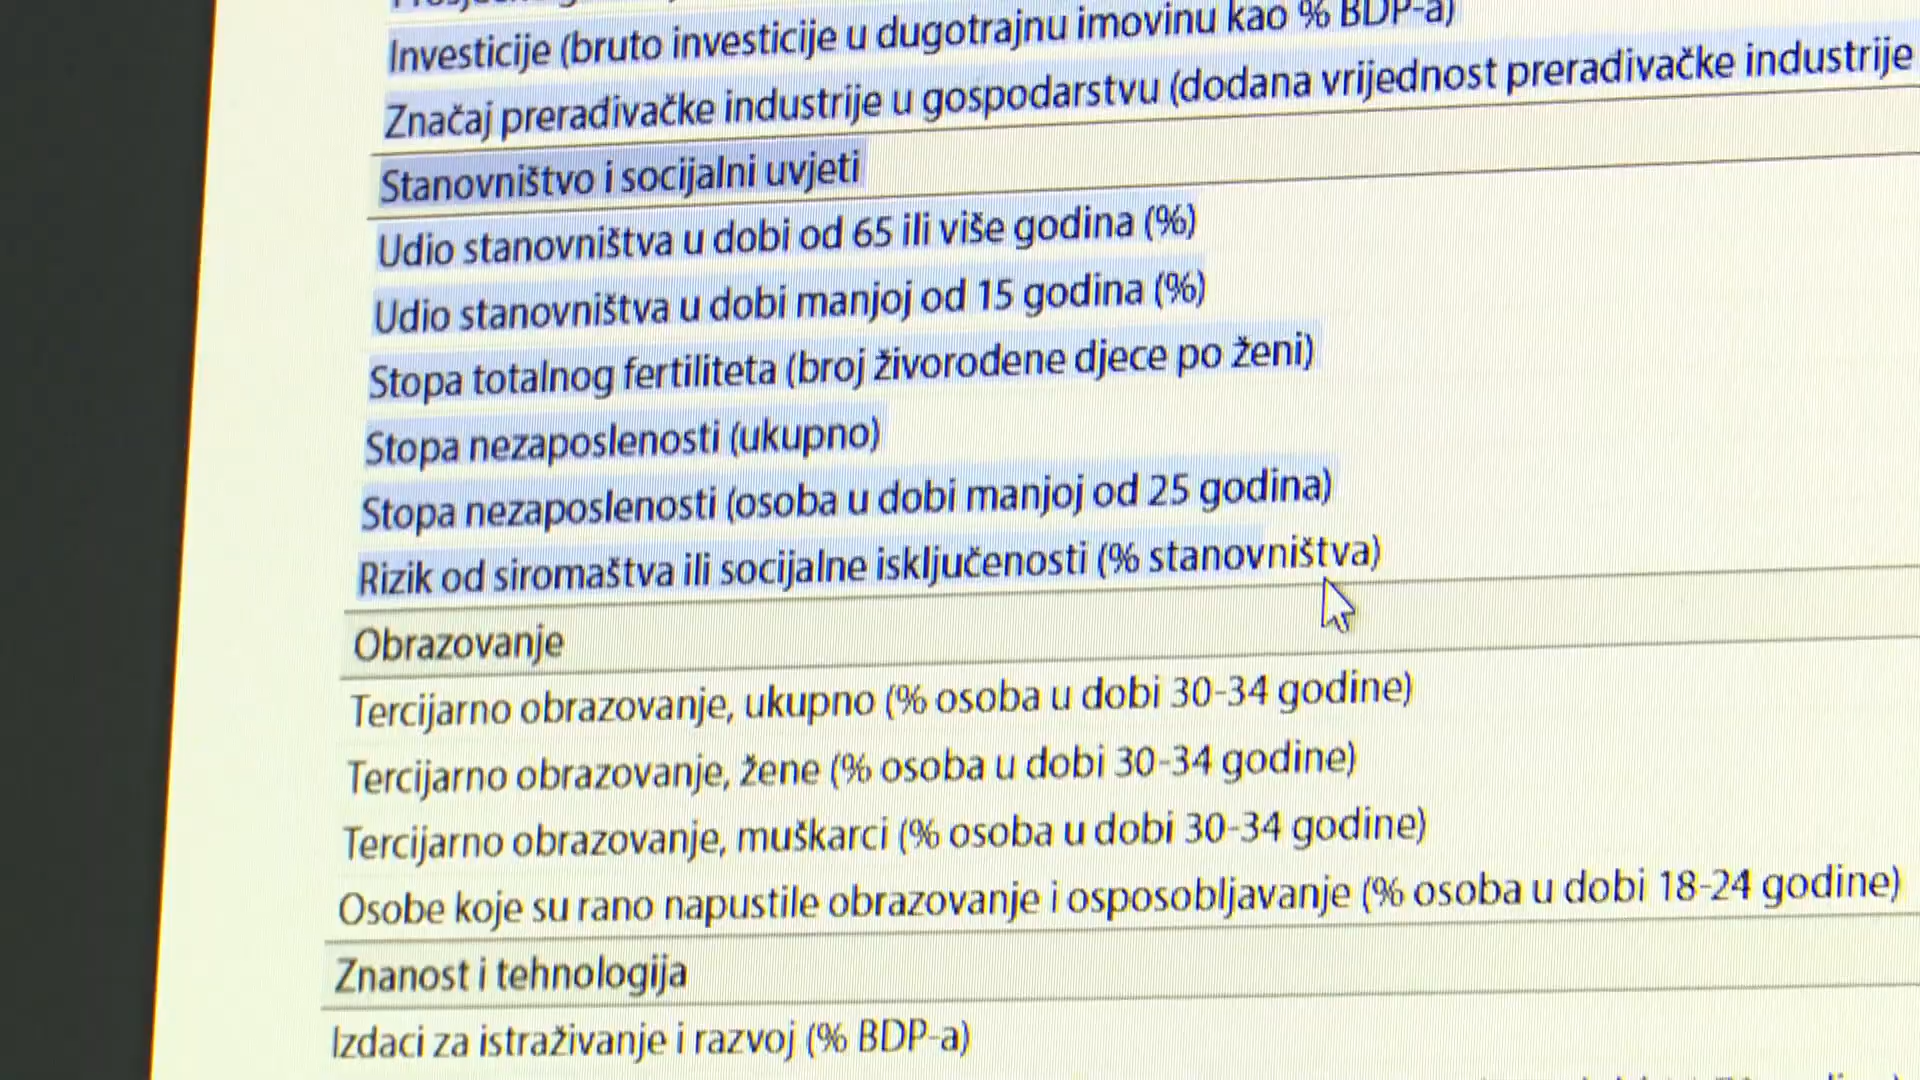 Investicije (bruto investicije u dugotrajnu imovinu kao % BDP-a)
Značaj prerađivačke industrije u gospodarstvu (dodana vrijednost prerađivačke industrije
Stanovništvo i socijalni uvjeti
Udio stanovništva u dobi od 65 ili više godina (%)
Udio stanovništva u dobi manjoj od 15 godina (%)
Stopa totalnog fertiliteta (broj živorođene djece po ženi)
Stopa nezaposlenosti (ukupno)
Stopa nezaposlenosti (osoba u dobi manjoj od 25 godina)
Rizik od siromaštva ili socijalne isključenosti (% stanovništva)
Obrazovanje
Tercijarno obrazovanje, ukupno (% osoba u dobi 30-34 godine)
Tercijarno obrazovanje, žene (% osoba u dobi 30-34 godine)
Tercijarno obrazovanje, muškarci (% osoba u dobi 30-34 godine)
Osobe koje su rano napustile obrazovanje i osposobljavanje (% osoba u dobi 18-24 godine)
Znanost i tehnologija
Izdaci za istraživanje i razvoj (% BDP-a)